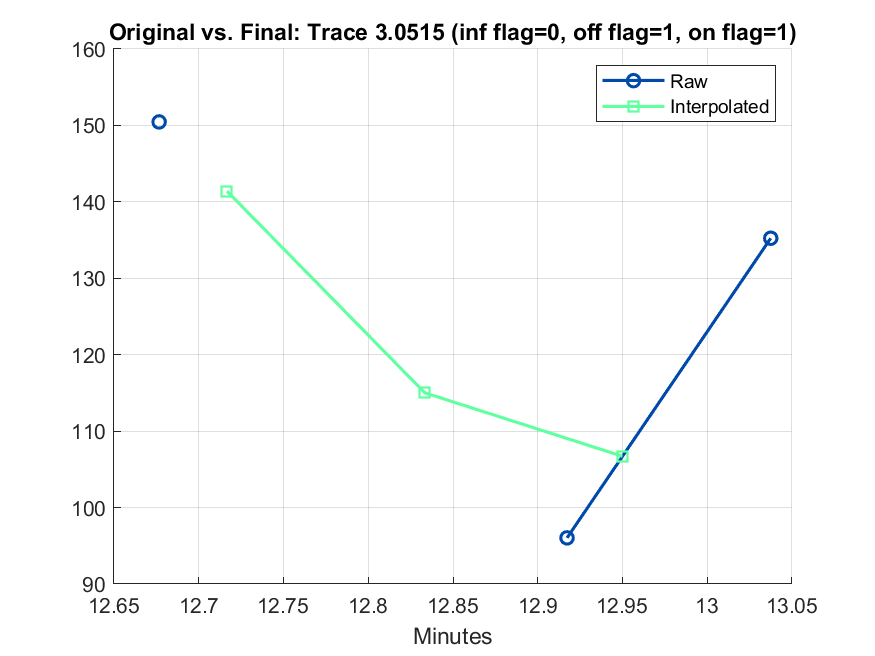 Original vs. Final: Trace 3.0515 (inf flag=0, off flag=1, on flag=1)
160
150
140
130
120
110
100
90
Raw
Interpolated
12.65 12.7 12.75 12.8 12.85 12.9 12.95 13 13.05
Minutes